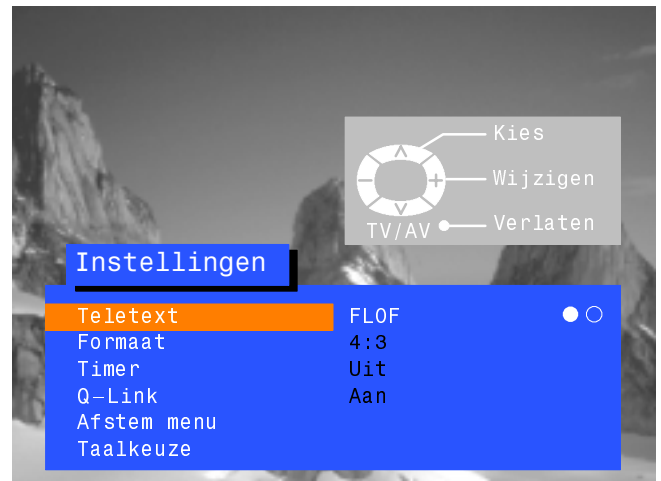 Kies
Wijzigen
TV/AV Verlaten
Instellingen
Teletext FLOF
Formaat 4:3
Timer Uit
Q–Link Aan
Afstem menu
Taalkeuze